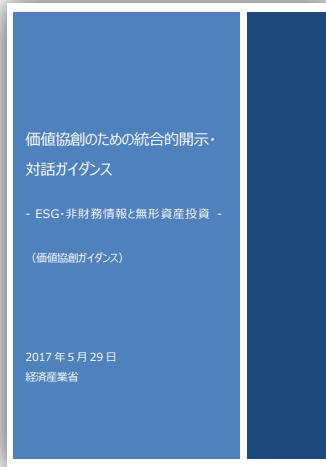 価値協創のための統合的開示・
対話ガイダンス
- ESG・非財務情報と無形資産投資 -
（価値協創ガイダンス）
2017 年 5 月 29 日
経済産業省